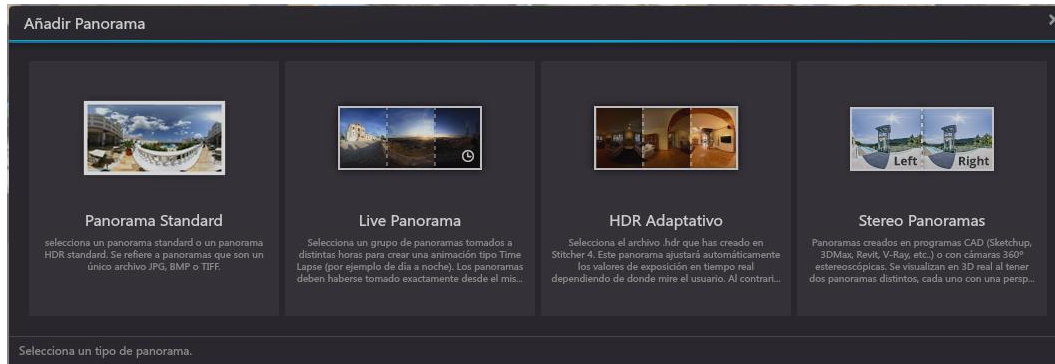 Añadir Panorama
Panorama Standard
selecciona un panorama standard o un panorama
HDR standard. Se refiere a panoramas que son un
único archivo JPG, BMP o TIFF.
Live Panorama
Selecciona un grupo de panoramas tomados a
distintas horas para crear una animación tipo Time
Lapse (por ejemplo de día a noche). Los panoramas
deben haberse tomado exactamente desde el mis...
HDR Adaptativo
Selecciona el archivo .hdr que has creado en
Stitcher 4. Este panorama ajustará automáticamente
los valores de exposición en tiempo real
dependiendo de donde mire el usuario. Al contrari...
Left Right
Stereo Panoramas
Panoramas creados en programas CAD (Sketchup,
3DMax, Revit, V-Ray, etc..) o con cámaras 360º
estereoscópicas. Se visualizan en 3D real al tener
dos panoramas distintos, cada uno con una persp...
Selecciona un tipo de panorama.